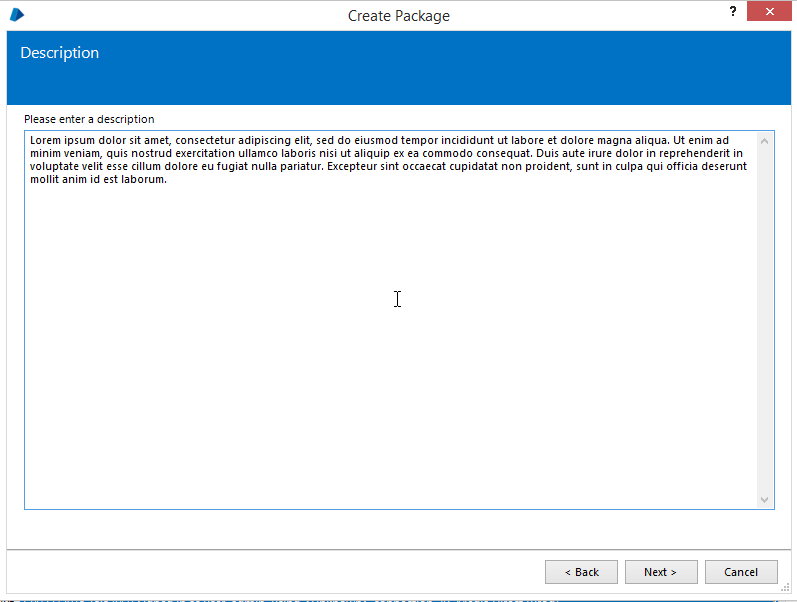 Create Package
?
Description
Please enter a description
Lorem ipsum dolor sit amet, consectetur adipiscing elit, sed do eiusmod tempor incididunt ut labore et dolore magna aliqua. Ut enim ad
minim veniam, quis nostrud exercitation ullamco laboris nisi ut aliquip ex ea commodo consequat. Duis aute irure dolor in reprehenderit in
voluptate velit esse cillum dolore eu fugiat nulla pariatur. Excepteur sint occaecat cupidatat non proident, sunt in culpa qui officia deserunt
mollit anim id est laborum.
< Back
Next >
Cancel